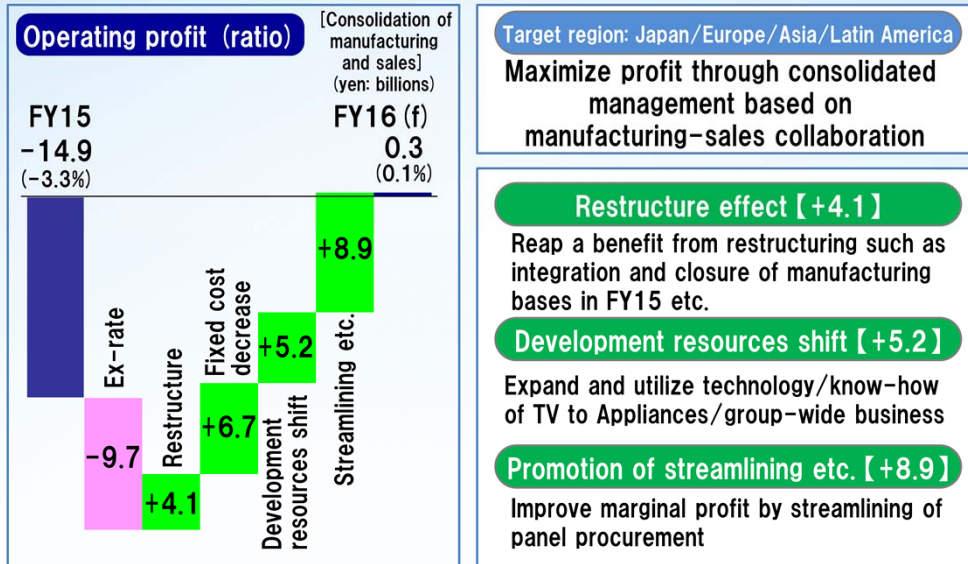 Operating profit (ratio)
[Consolidation of
manufacturing
and sales]
(yen: billions)
FY15
-14.9
(-3.3%)
FY16 (f)
0.3
(0.1%)
Ex-rate
-9.7
Restructure
+4.1
Fixed cost
decrease
+6.7
Development
resources shift
+5.2
Streamlining etc.
+8.9
Target region: Japan/Europe/Asia/Latin America
Maximize profit through consolidated
management based on
manufacturing-sales collaboration
Restructure effect【+4.1】
Reap a benefit from restructuring such as
integration and closure of manufacturing
bases in FY15 etc.
Development resources shift【+5.2】
Expand and utilize technology/know-how
of TV to Appliances/group-wide business
Promotion of streamlining etc.【+8.9】
Improve marginal profit by streamlining of
panel procurement